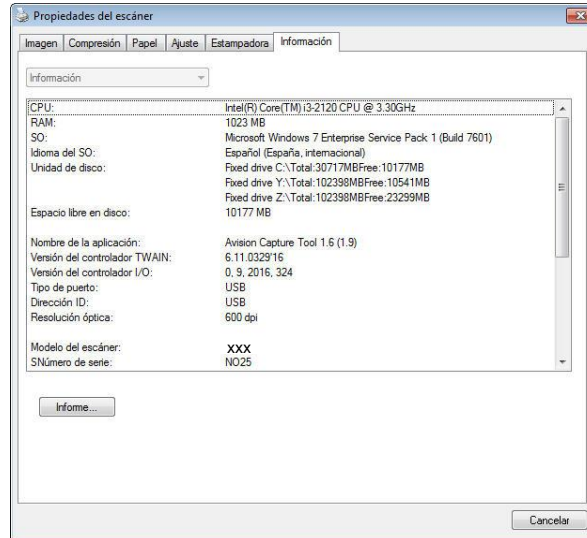 Propiedades del escáner
Imagen Compresión Papel Ajuste Estampadora Información
Información
CPU: Intel(R) Core(TM) i3-2120 CPU @ 3.30GHz
RAM: 1023 MB
SO: Microsoft Windows 7 Enterprise Service Pack 1 (Build 7601)
Idioma del SO: Español (España, internacional)
Unidad de disco: Fixed drive C:\Total:30717MBFree:10177MB
Fixed drive Y:\Total:102398MBFree:10541MB
Fixed drive Z:\Total:102398MBFree:23299MB
Espacio libre en disco: 10177 MB
Nombre de la aplicación: Avision Capture Tool 1.6 (1.9)
Versión del controlador TWAIN: 6.11.0329'16
Versión del controlador I/O: 0, 9, 2016, 324
Tipo de puerto: USB
Dirección ID: USB
Resolución óptica: 600 dpi
Modelo del escáner: XXX
SNúmero de serie: NO25
Informe...
Cancelar